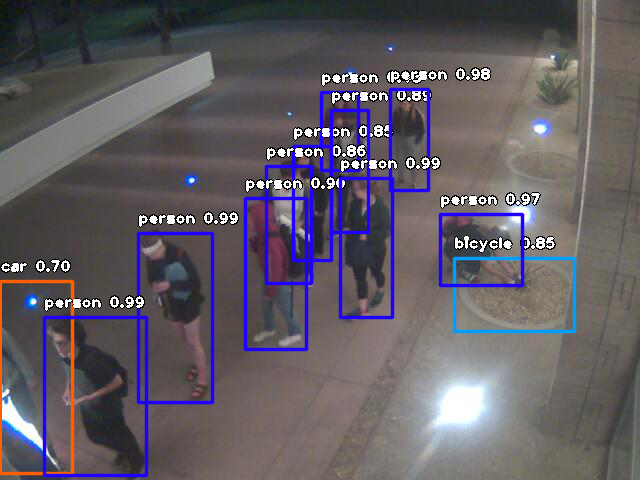 person 0.98
person 0.89
person 0.85
person 0.86
person 0.99
person 0.90
person 0.97
person 0.99
bicycle 0.85
car 0.70
person 0.99